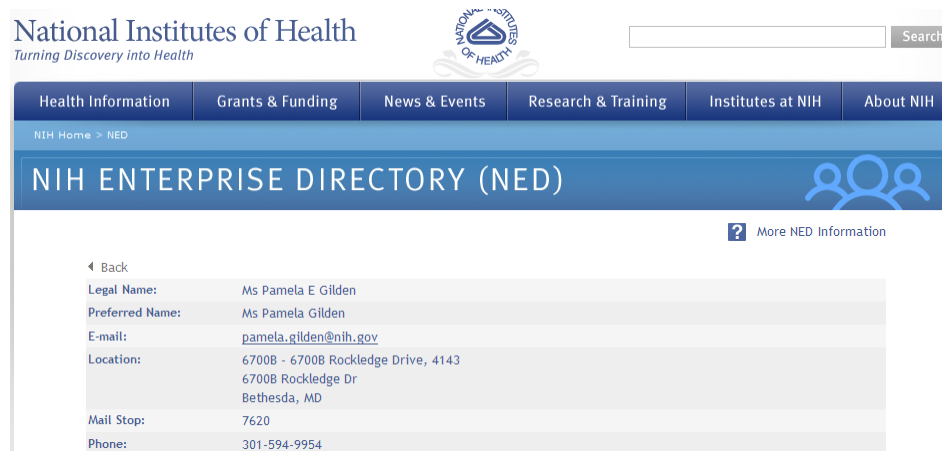 National Institutes of Health
Turning Discovery into Health
NATIONAL INSTITUTES OF HEALTH
Search
Health Information
Grants & Funding
News & Events
Research & Training
Institutes at NIH
About NIH
NIH Home > NED
NIH ENTERPRISE DIRECTORY (NED)
? More NED Information
Back
Legal Name: Ms Pamela E Gilden
Preferred Name: Ms Pamela Gilden
E-mail: pamela.gilden@nih.gov
Location: 6700B - 6700B Rockledge Drive, 4143
6700B Rockledge Dr
Bethesda, MD
Mail Stop: 7620
Phone: 301-594-9954